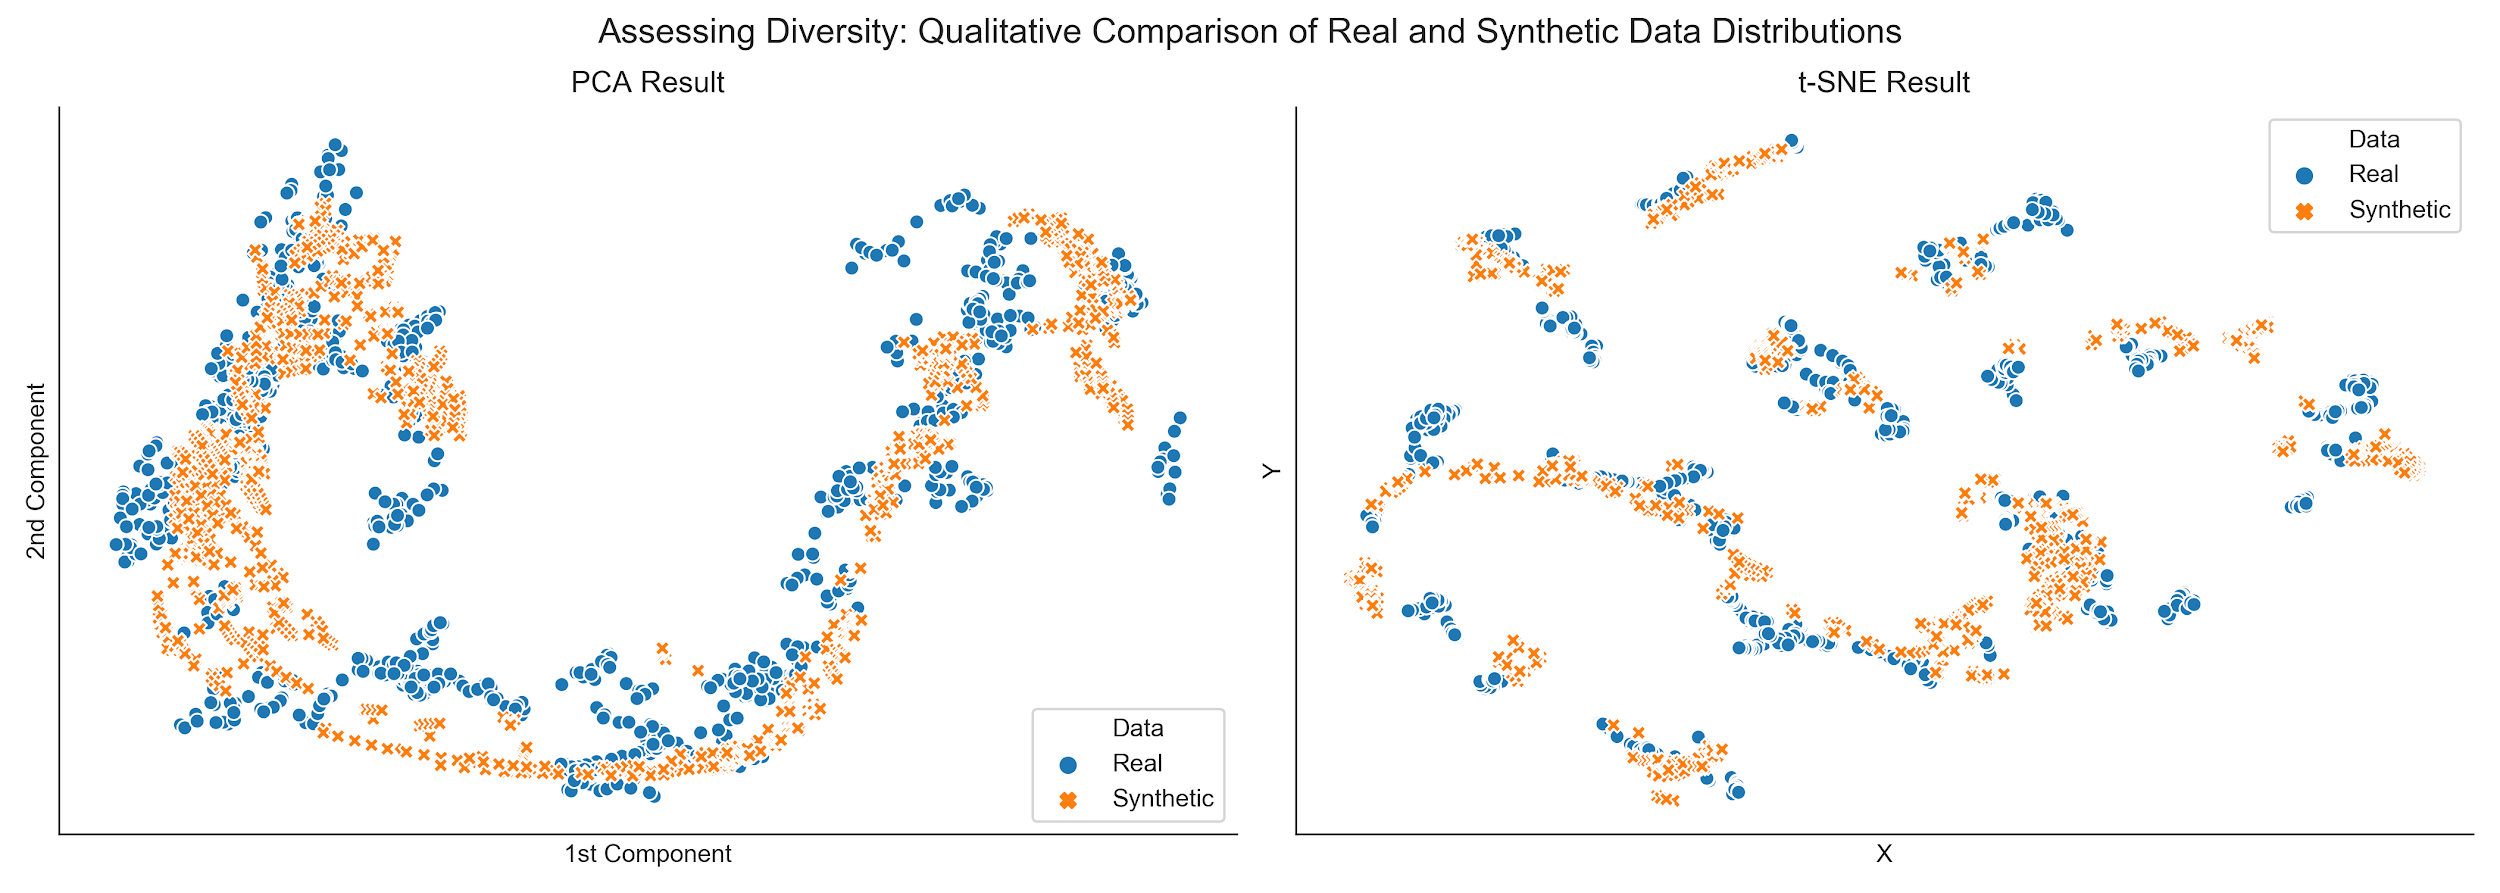 Assessing Diversity: Qualitative Comparison of Real and Synthetic Data Distributions
PCA Result
2nd Component
1st Component
Data
Real
Synthetic
t-SNE Result
Y
X
Data
Real
Synthetic